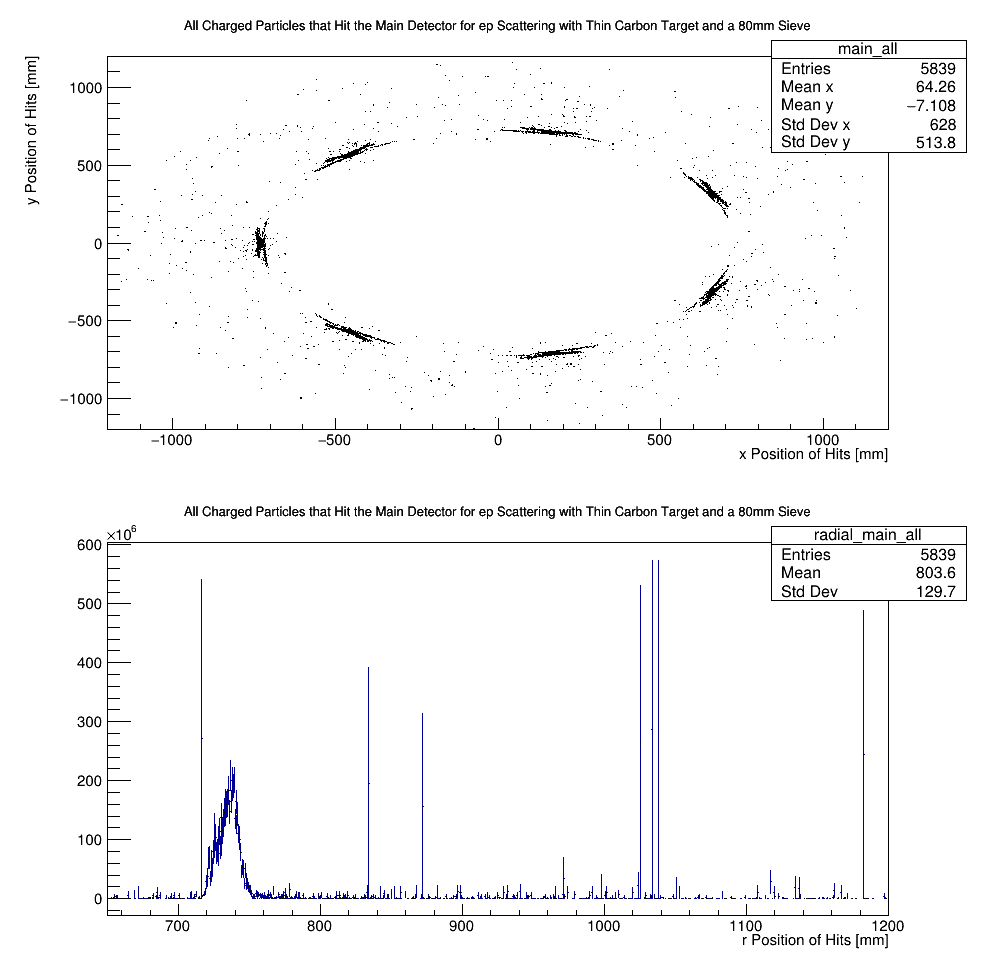 All Charged Particles that Hit the Main Detector for ep Scattering with Thin Carbon Target and a 80mm Sieve
main_all
Entries 5839
Mean x 64.26
Mean y −7.108
Std Dev x 628
Std Dev y 513.8
y Position of Hits [mm]
1000
500
0
−500
−1000
−1000 −500 0 500 1000
x Position of Hits [mm]
All Charged Particles that Hit the Main Detector for ep Scattering with Thin Carbon Target and a 80mm Sieve
radial_main_all
Entries 5839
Mean 803.6
Std Dev 129.7
×10⁶
600
500
400
300
200
100
0
700 800 900 1000 1100 1200
r Position of Hits [mm]